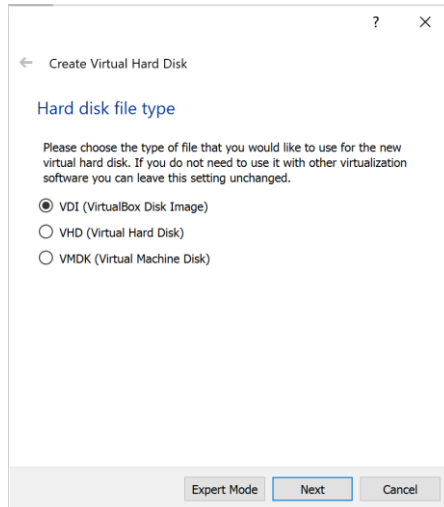 ?
Create Virtual Hard Disk
Hard disk file type
Please choose the type of file that you would like to use for the new
virtual hard disk. If you do not need to use it with other virtualization
software you can leave this setting unchanged.
VDI (VirtualBox Disk Image)
VHD (Virtual Hard Disk)
VMDK (Virtual Machine Disk)
Expert Mode Next Cancel